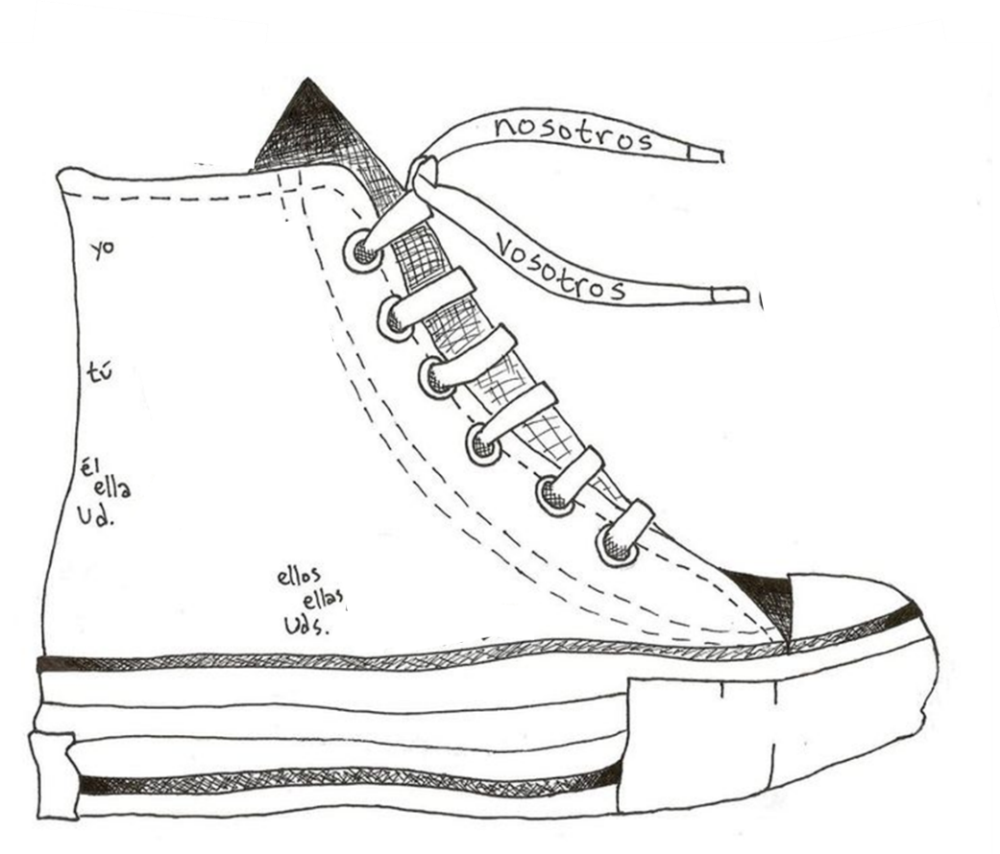 nosotros
vosotros
yo
tú
él
ella
Ud.
ellos
ellas
Uds.